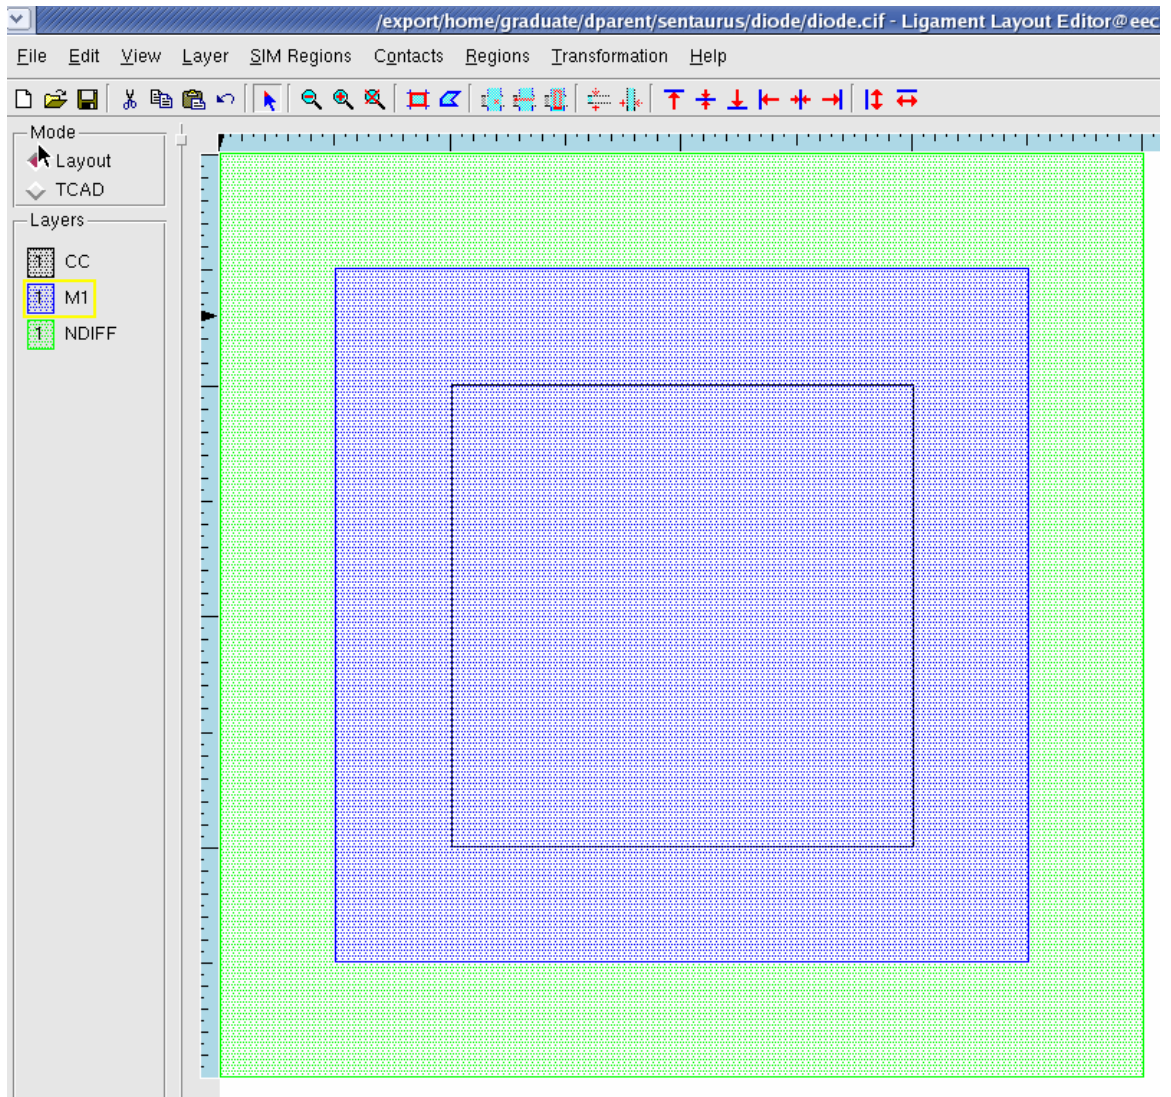 /export/home/graduate/dparent/sentaurus/diode/diode.cif - Ligament Layout Editor@eec
File Edit View Layer SIM Regions Contacts Regions Transformation Help
Mode
Layout
TCAD
Layers
1 CC
1 M1
1 NDIFF